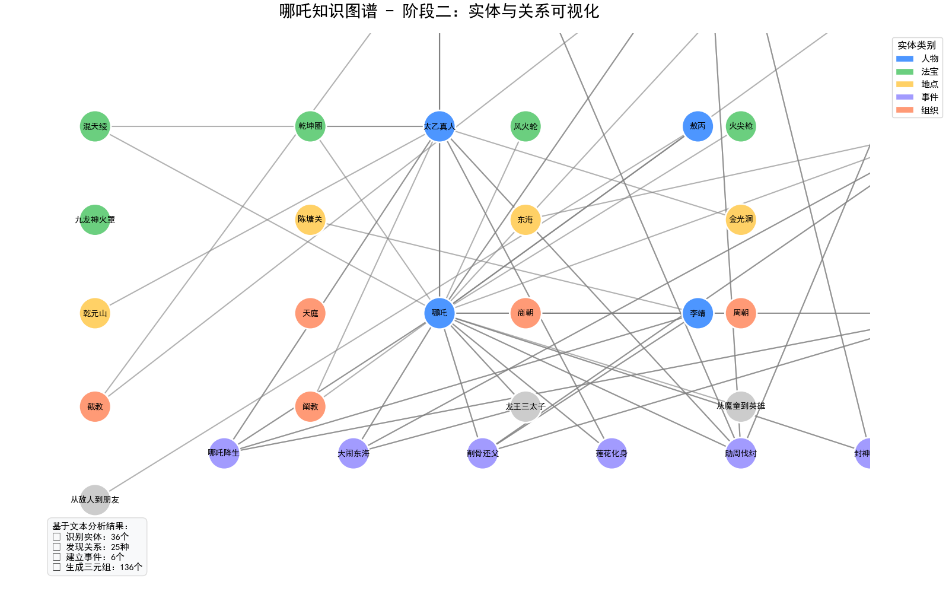 哪吒知识图谱 - 阶段二: 实体与关系可视化
实体类别
人物
法宝
地点
事件
组织
混天绫
乾坤圈
太乙真人
风火轮
敖丙
火尖枪
九龙神火罩
陈塘关
东海
金光洞
乾元山
天庭
哪吒
商朝
李靖
周朝
截教
阐教
龙王三太子
从魔童到英雄
哪吒降生
大闹东海
削骨还父
莲花化身
助周伐纣
封神
从敌人到朋友
基于文本分析结果:
□ 识别实体: 36个
□ 发现关系: 25种
□ 建立事件: 6个
□ 生成三元组: 136个